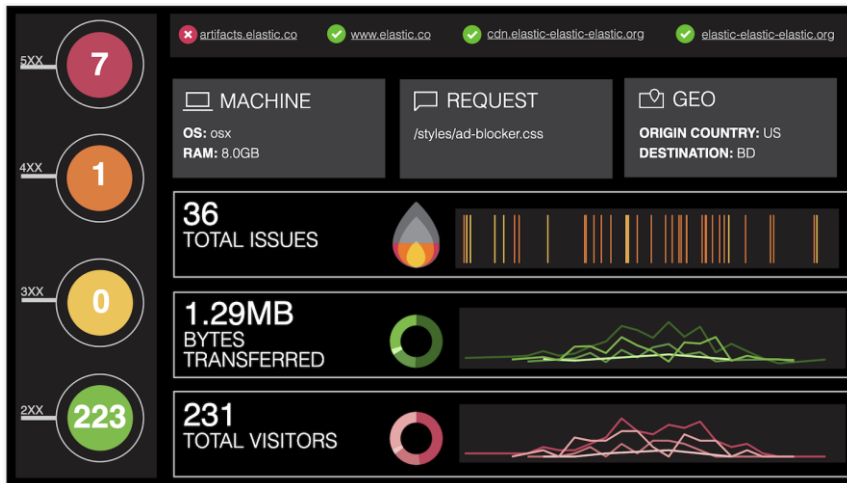 artifacts.elastic.co
www.elastic.co
cdn.elastic-elastic-elastic.org
elastic-elastic-elastic.org
5XX
7
4XX
1
3XX
0
2XX
223
MACHINE
OS: osx
RAM: 8.0GB
REQUEST
/styles/ad-blocker.css
GEO
ORIGIN COUNTRY: US
DESTINATION: BD
36
TOTAL ISSUES
1.29MB
BYTES
TRANSFERRED
231
TOTAL VISITORS